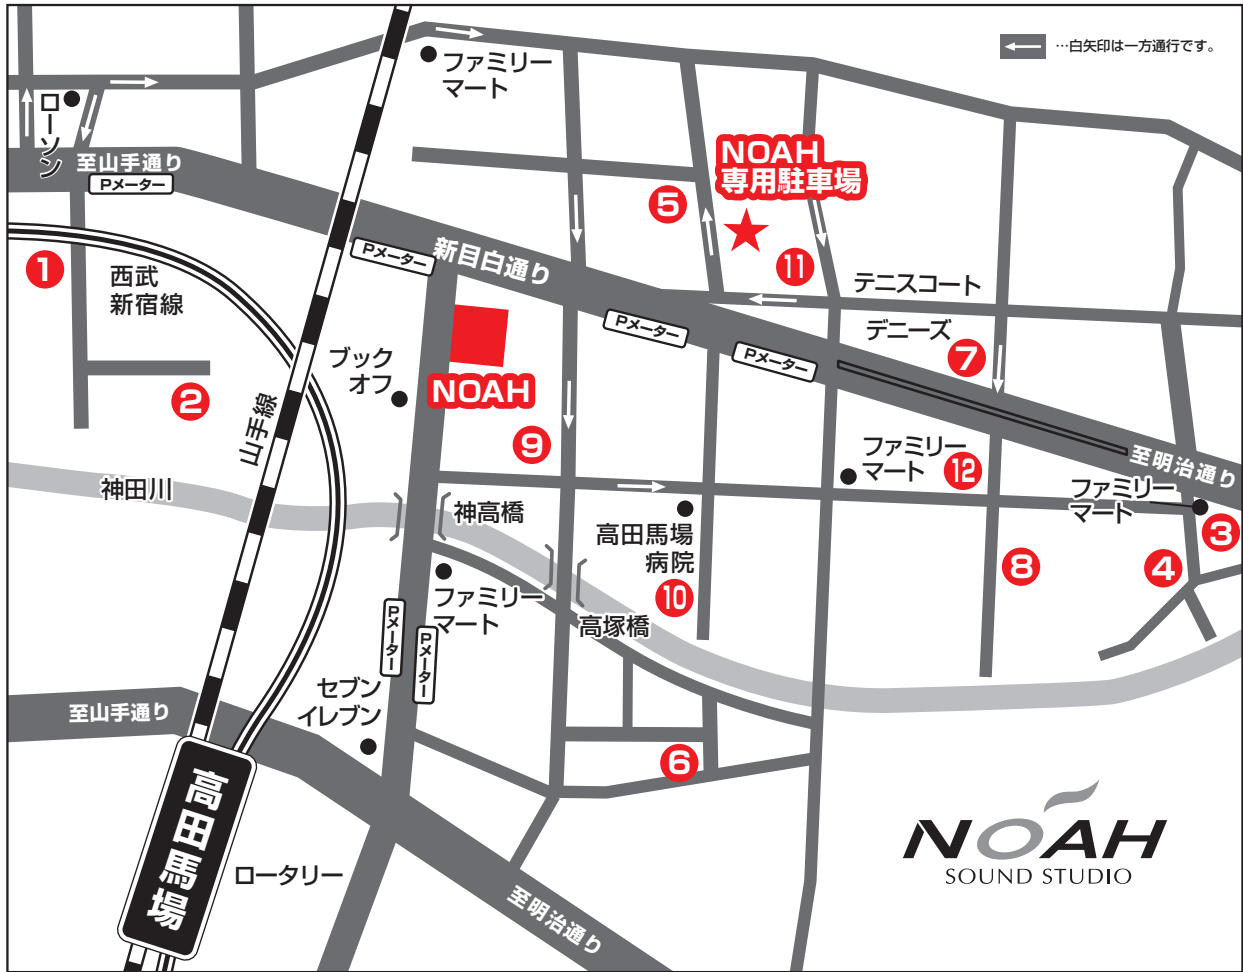 …白矢印は一方通行です。
ファミリー
マート
ローソン
至山手通り
Pメーター
NOAH
専用駐車場
5
11
1
西武
新宿線
Pメーター
新目白通り
テニスコート
Pメーター
デニーズ
7
Pメーター
ブック
オフ
NOAH
2
山手線
9
ファミリー
マート
12
至明治通り
ファミリー
マート
3
神田川
神高橋
高田馬場
病院
10
8
4
ファミリー
マート
高塚橋
Pメーター
Pメーター
セブン
イレブン
至山手通り
6
高田馬場
ロータリー
至明治通り
NOAH
SOUND STUDIO